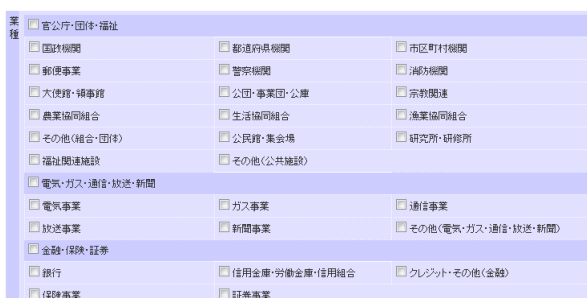 業種
官公庁・団体・福祉
国政機関 都道府県機関 市区町村機関
郵便事業 警察機関 消防機関
大使館・領事館 公団・事業団・公庫 宗教関連
農業協同組合 生活協同組合 漁業協同組合
その他(組合・団体) 公民館・集会場 研究所・研修所
福祉関連施設 その他(公共施設)
電気・ガス・通信・放送・新聞
電気事業 ガス事業 通信事業
放送事業 新聞事業 その他(電気・ガス・通信・放送・新聞)
金融・保険・証券
銀行 信用金庫・労働金庫・信用組合 クレジット・その他(金融)
保険事業 証券事業